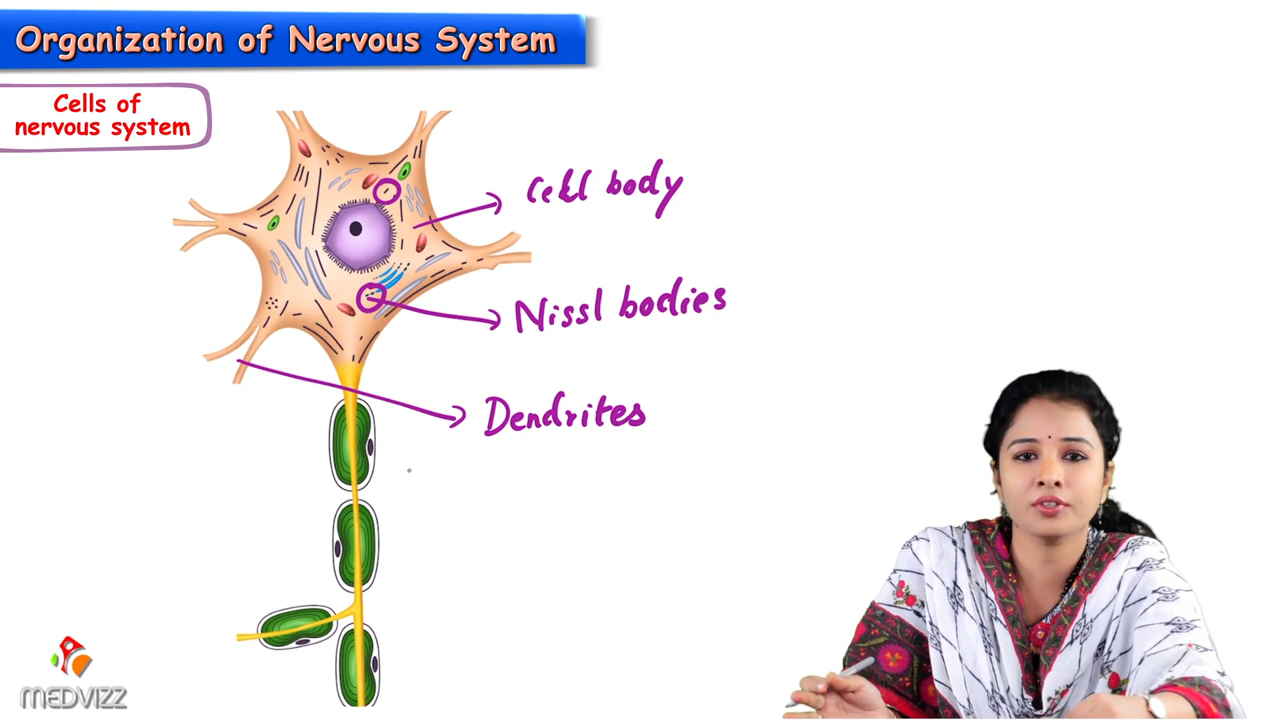 Organization of Nervous System
Cells of
nervous system
Cell body
Nissl bodies
Dendrites
MEDVIZZ